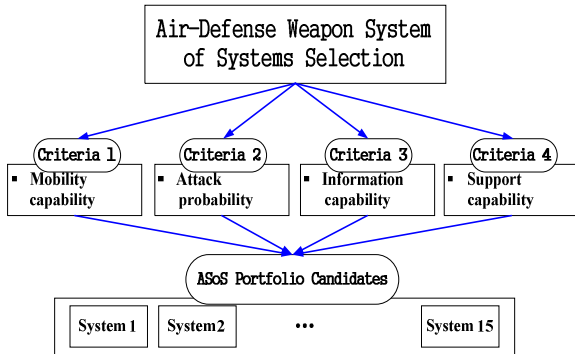 Air-Defense Weapon System
of Systems Selection
Criteria 1
▪ Mobility
capability
Criteria 2
▪ Attack
probability
Criteria 3
▪ Information
capability
Criteria 4
▪ Support
capability
ASoS Portfolio Candidates
System 1
System2
•••
System 15